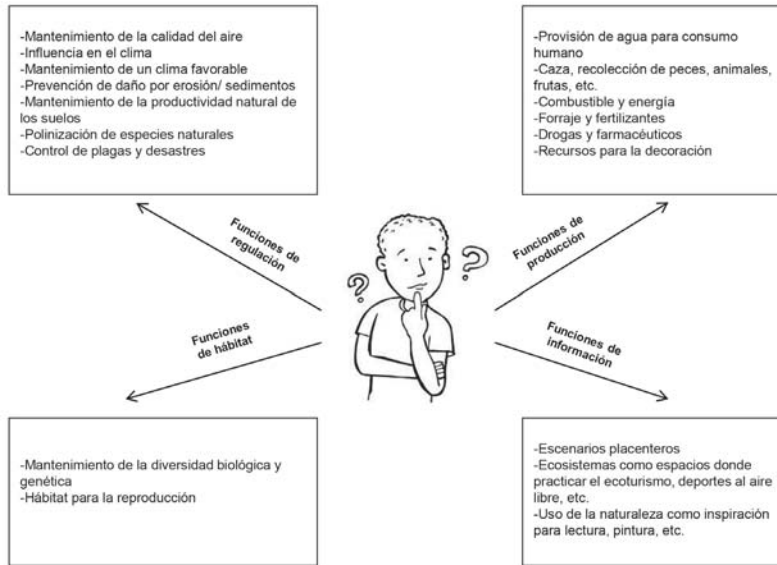 -Mantenimiento de la calidad del aire
-Influencia en el clima
-Mantenimiento de un clima favorable
-Prevención de daño por erosión/ sedimentos
-Mantenimiento de la productividad natural de
los suelos
-Polinización de especies naturales
-Control de plagas y desastres
-Provisión de agua para consumo
humano
-Caza, recolección de peces, animales,
frutas, etc.
-Combustible y energía
-Forraje y fertilizantes
-Drogas y farmacéuticos
-Recursos para la decoración
Funciones de
regulación
Funciones de
producción
? ?
Funciones
de hábitat
Funciones de
información
-Mantenimiento de la diversidad biológica y
genética
-Hábitat para la reproducción
-Escenarios placenteros
-Ecosistemas como espacios donde
practicar el ecoturismo, deportes al aire
libre, etc.
-Uso de la naturaleza como inspiración
para lectura, pintura, etc.